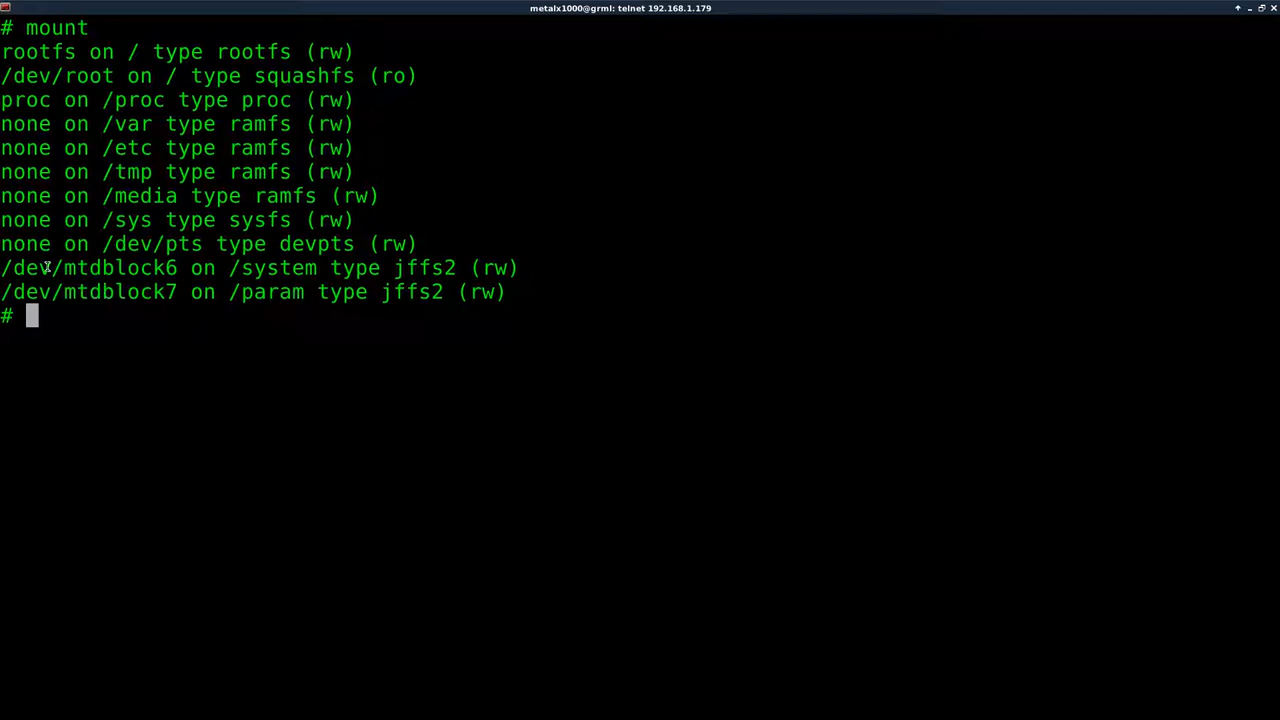 metalx1000@grml: telnet 192.168.1.179
# mount
rootfs on / type rootfs (rw)
/dev/root on / type squashfs (ro)
proc on /proc type proc (rw)
none on /var type ramfs (rw)
none on /etc type ramfs (rw)
none on /tmp type ramfs (rw)
none on /media type ramfs (rw)
none on /sys type sysfs (rw)
none on /dev/pts type devpts (rw)
/dev/mtdblock6 on /system type jffs2 (rw)
/dev/mtdblock7 on /param type jffs2 (rw)
#